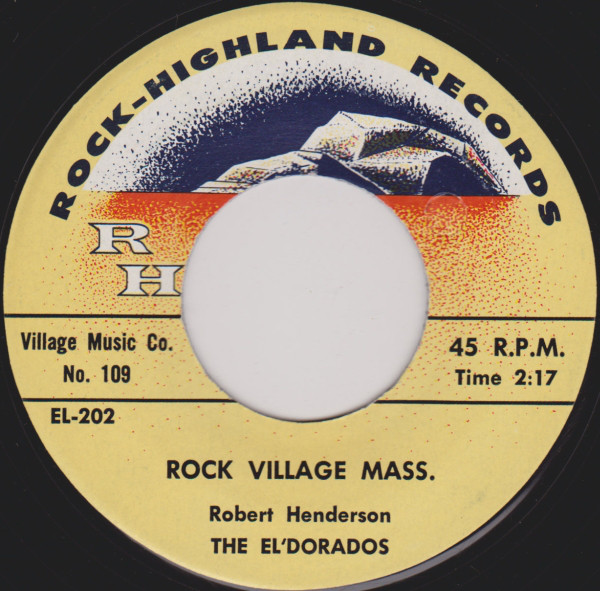 ROCK-HIGHLAND RECORDS
R
H
Village Music Co.
No. 109
45 R.P.M.
Time 2:17
EL-202
ROCK VILLAGE MASS.
Robert Henderson
THE EL'DORADOS